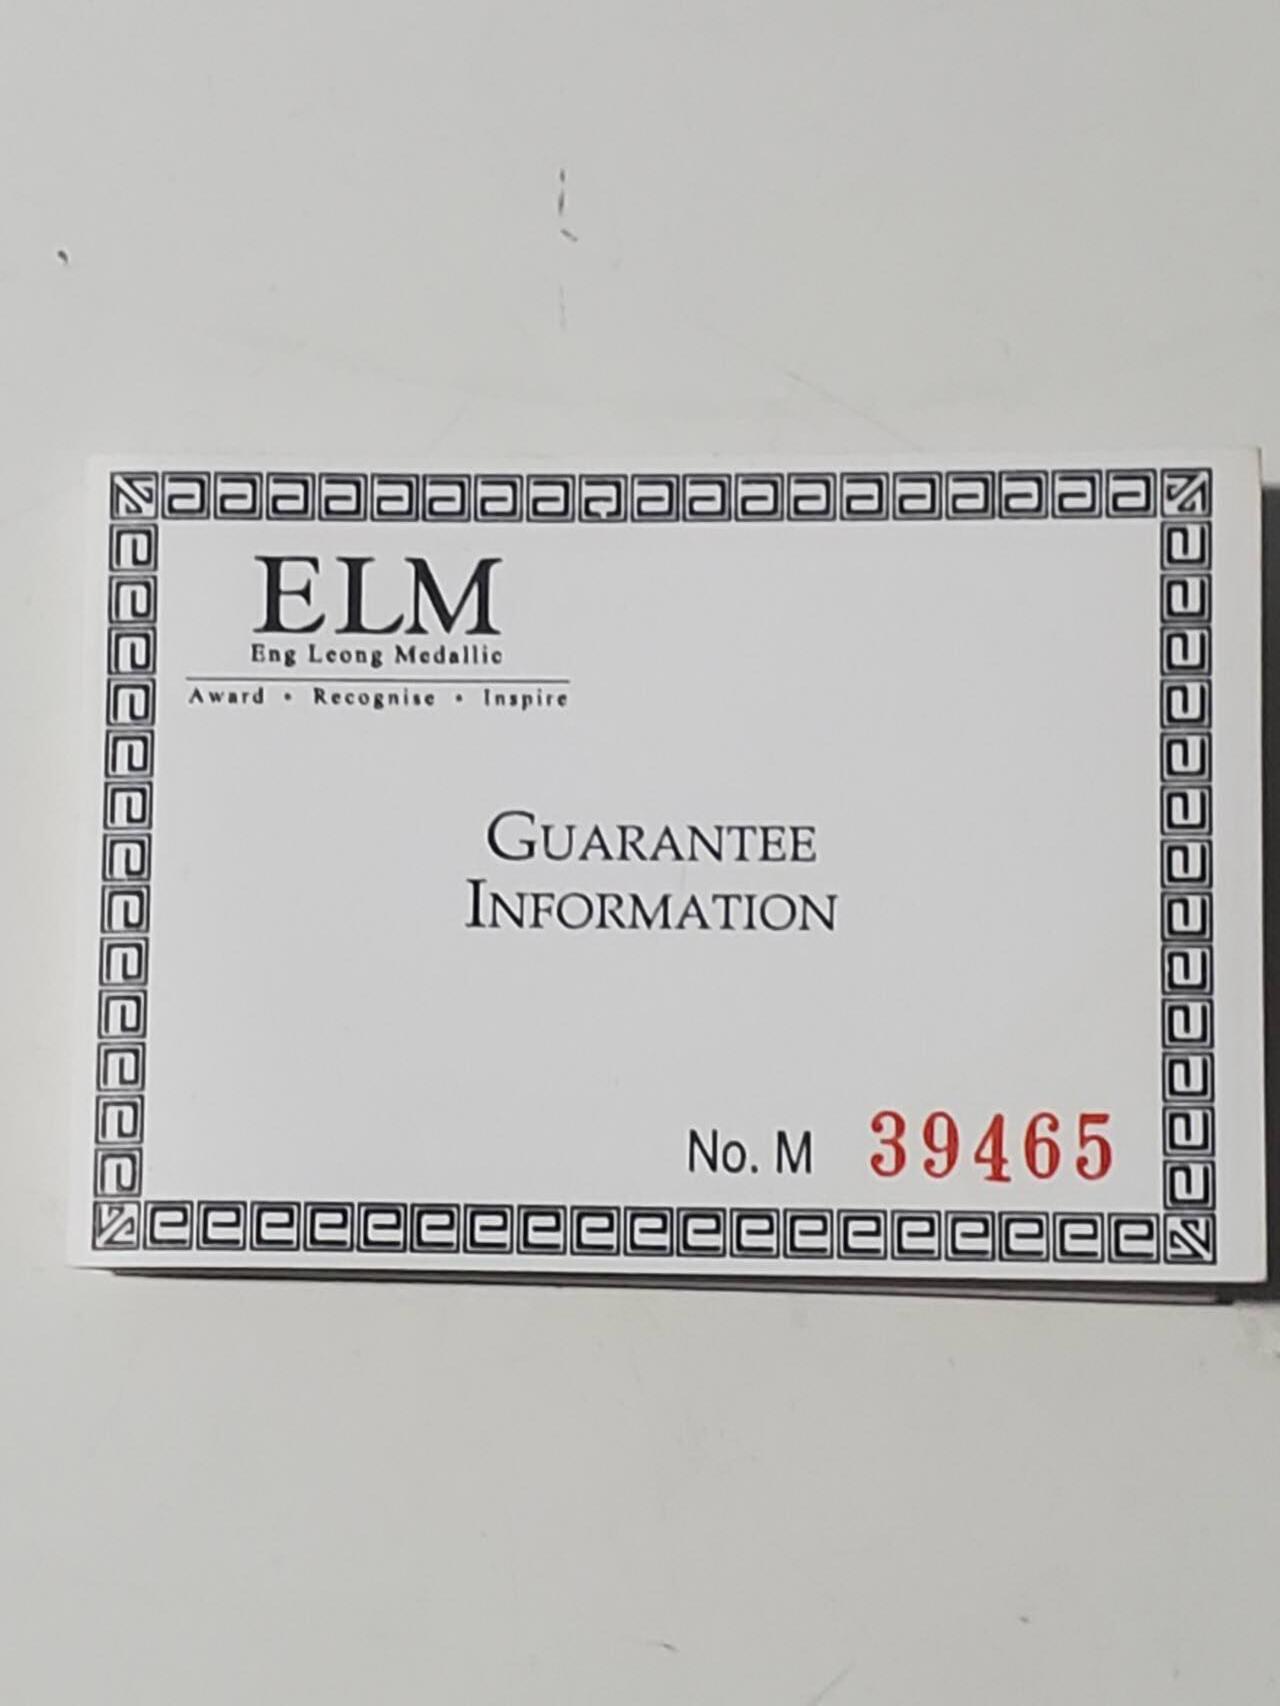 ELM
Eng Leong Medallic
Award • Recognise • Inspire
GUARANTEE
INFORMATION
No. M 39465